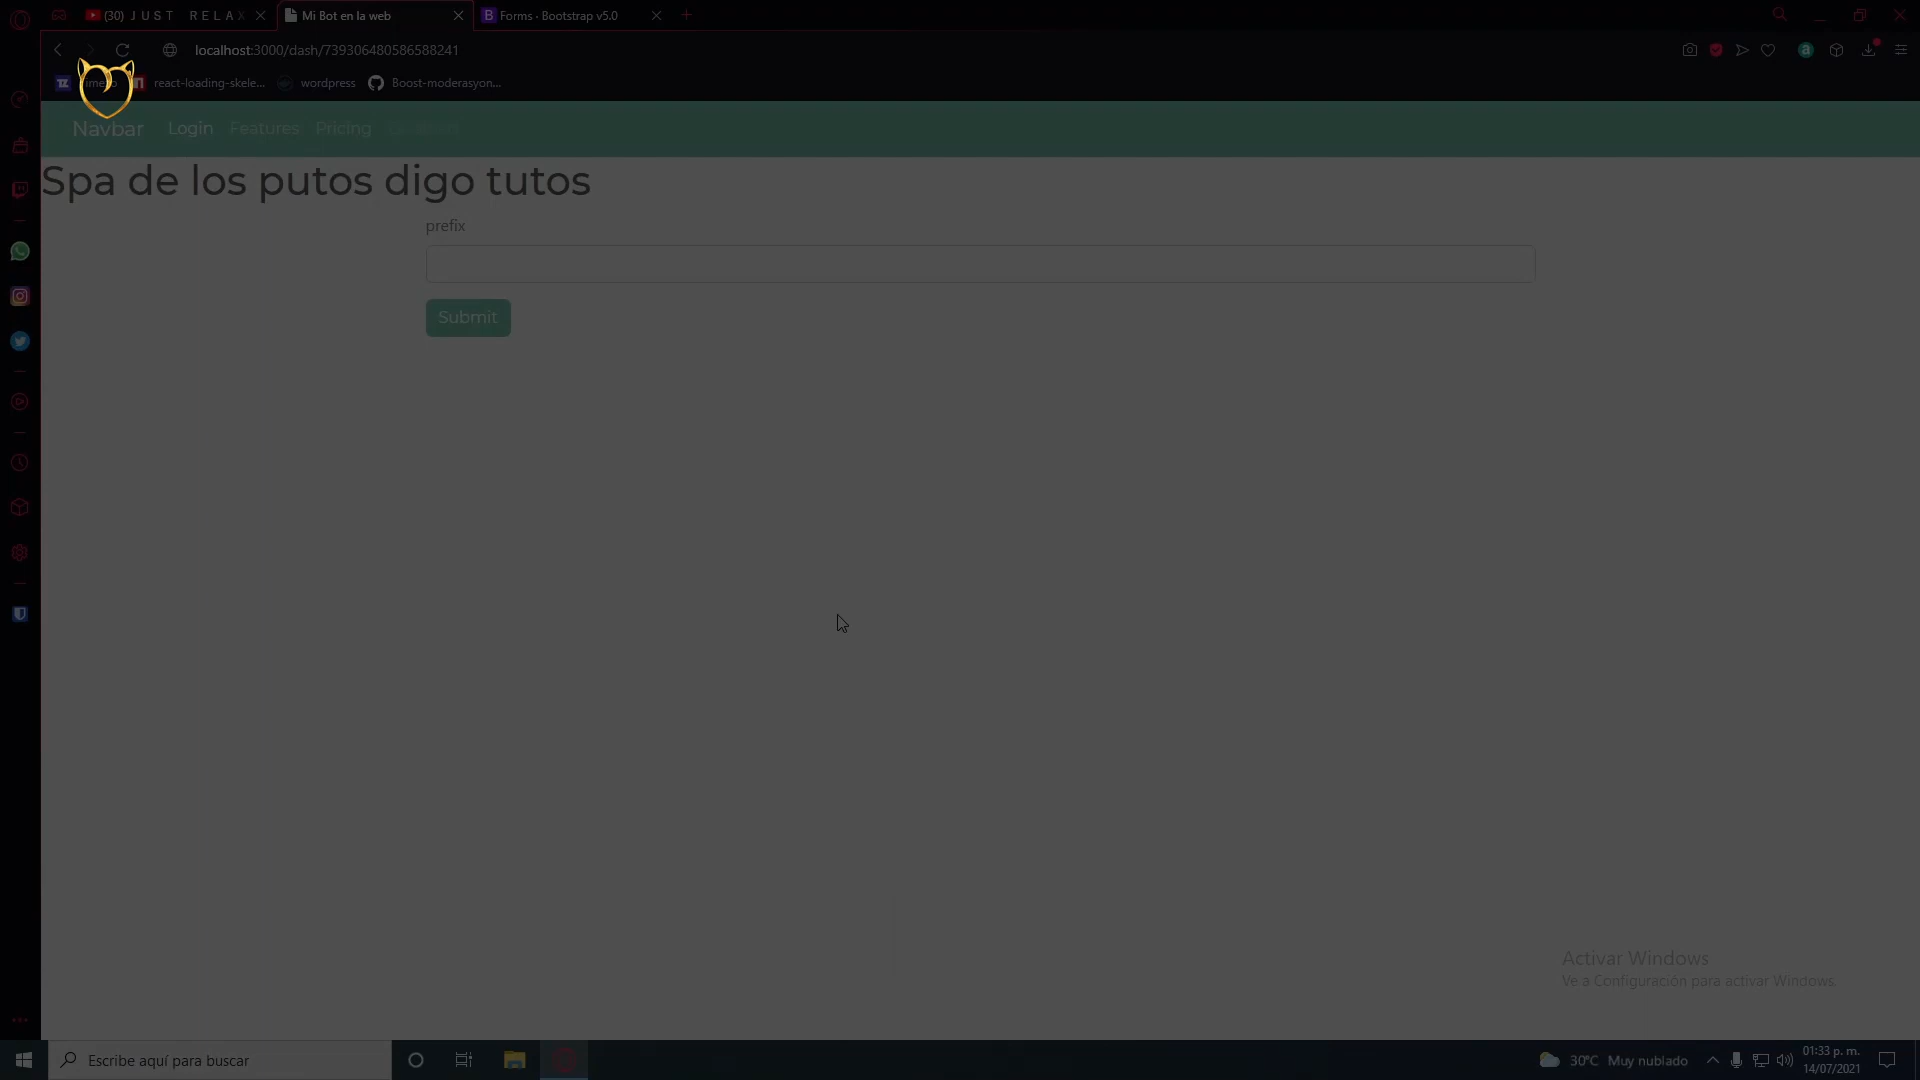 (30) J U S T   R E L A X
Mi Bot en la web
Forms · Bootstrap v5.0
localhost:3000/dash/739306480586588241
react-loading-skele...
wordpress
Boost-moderasyon...
Navbar
Login
Features
Pricing
Spa de los putos digo tutos
prefix
Submit
Activar Windows
Ve a Configuración para activar Windows.
Escribe aquí para buscar
30°C Muy nublado
01:33 p. m.
14/07/2021